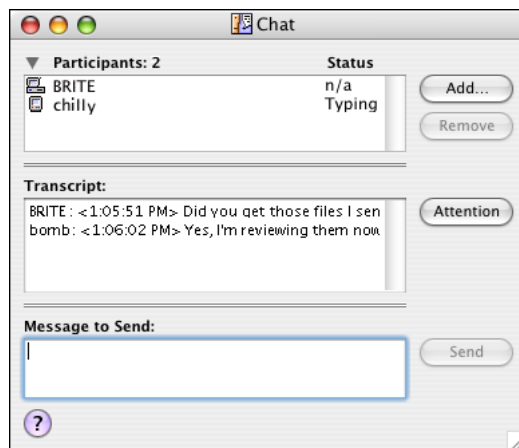 Chat
Participants: 2 Status
BRITE n/a
chilly Typing
Add...
Remove
Transcript:
BRITE: <1:05:51 PM> Did you get those files I sen
bomb: <1:06:02 PM> Yes, I'm reviewing them now
Attention
Message to Send:
Send
?